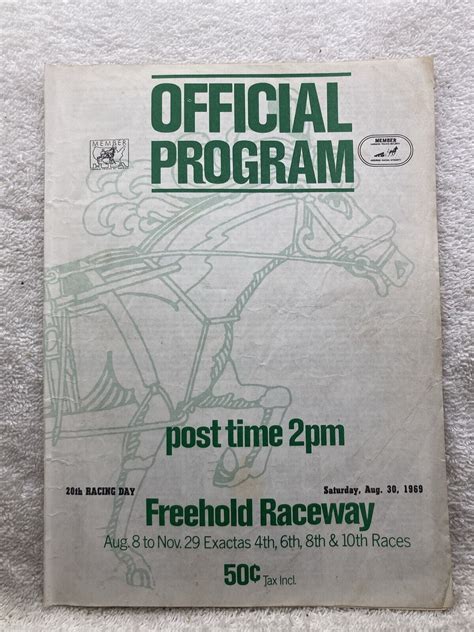 OFFICIAL
PROGRAM
MEMBER
MEMBER
post time 2pm
20th RACING DAY
Saturday, Aug. 30, 1969
Freehold Raceway
Aug. 8 to Nov. 29 Exactas 4th, 6th, 8th & 10th Races
50¢ Tax Incl.